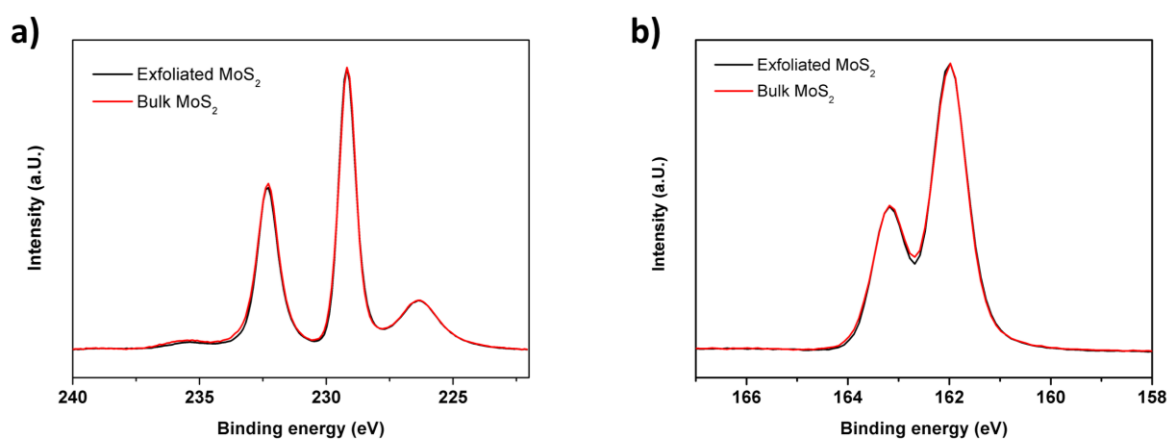 a)
Exfoliated MoS₂
Bulk MoS₂
Intensity (a.U.)
240 235 230 225
Binding energy (eV)
b)
Exfoliated MoS₂
Bulk MoS₂
Intensity (a.U.)
166 164 162 160 158
Binding energy (eV)